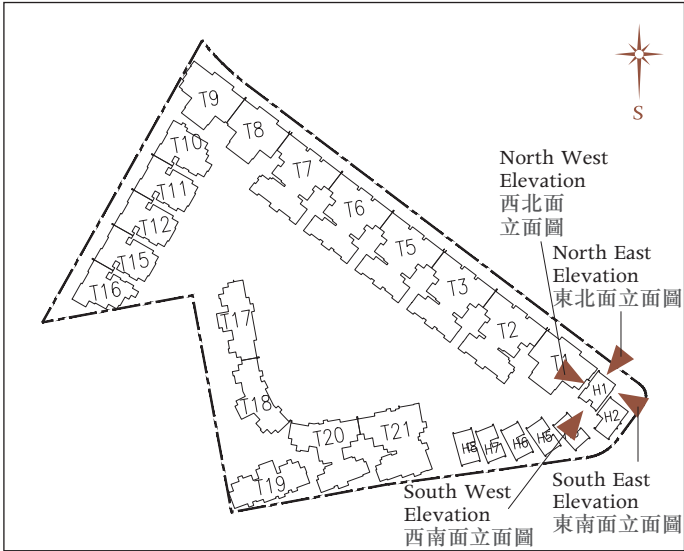 S
T9
T8
T10
T7
T11
T6
T12
T5
T15
T3
T16
T2
T17
T1
T18
H1
H2
T20
T21
H5
H6
H7
H8
T19
North West
Elevation
西北面
立面圖
North East
Elevation
東北面立面圖
South West
Elevation
西南面立面圖
South East
Elevation
東南面立面圖